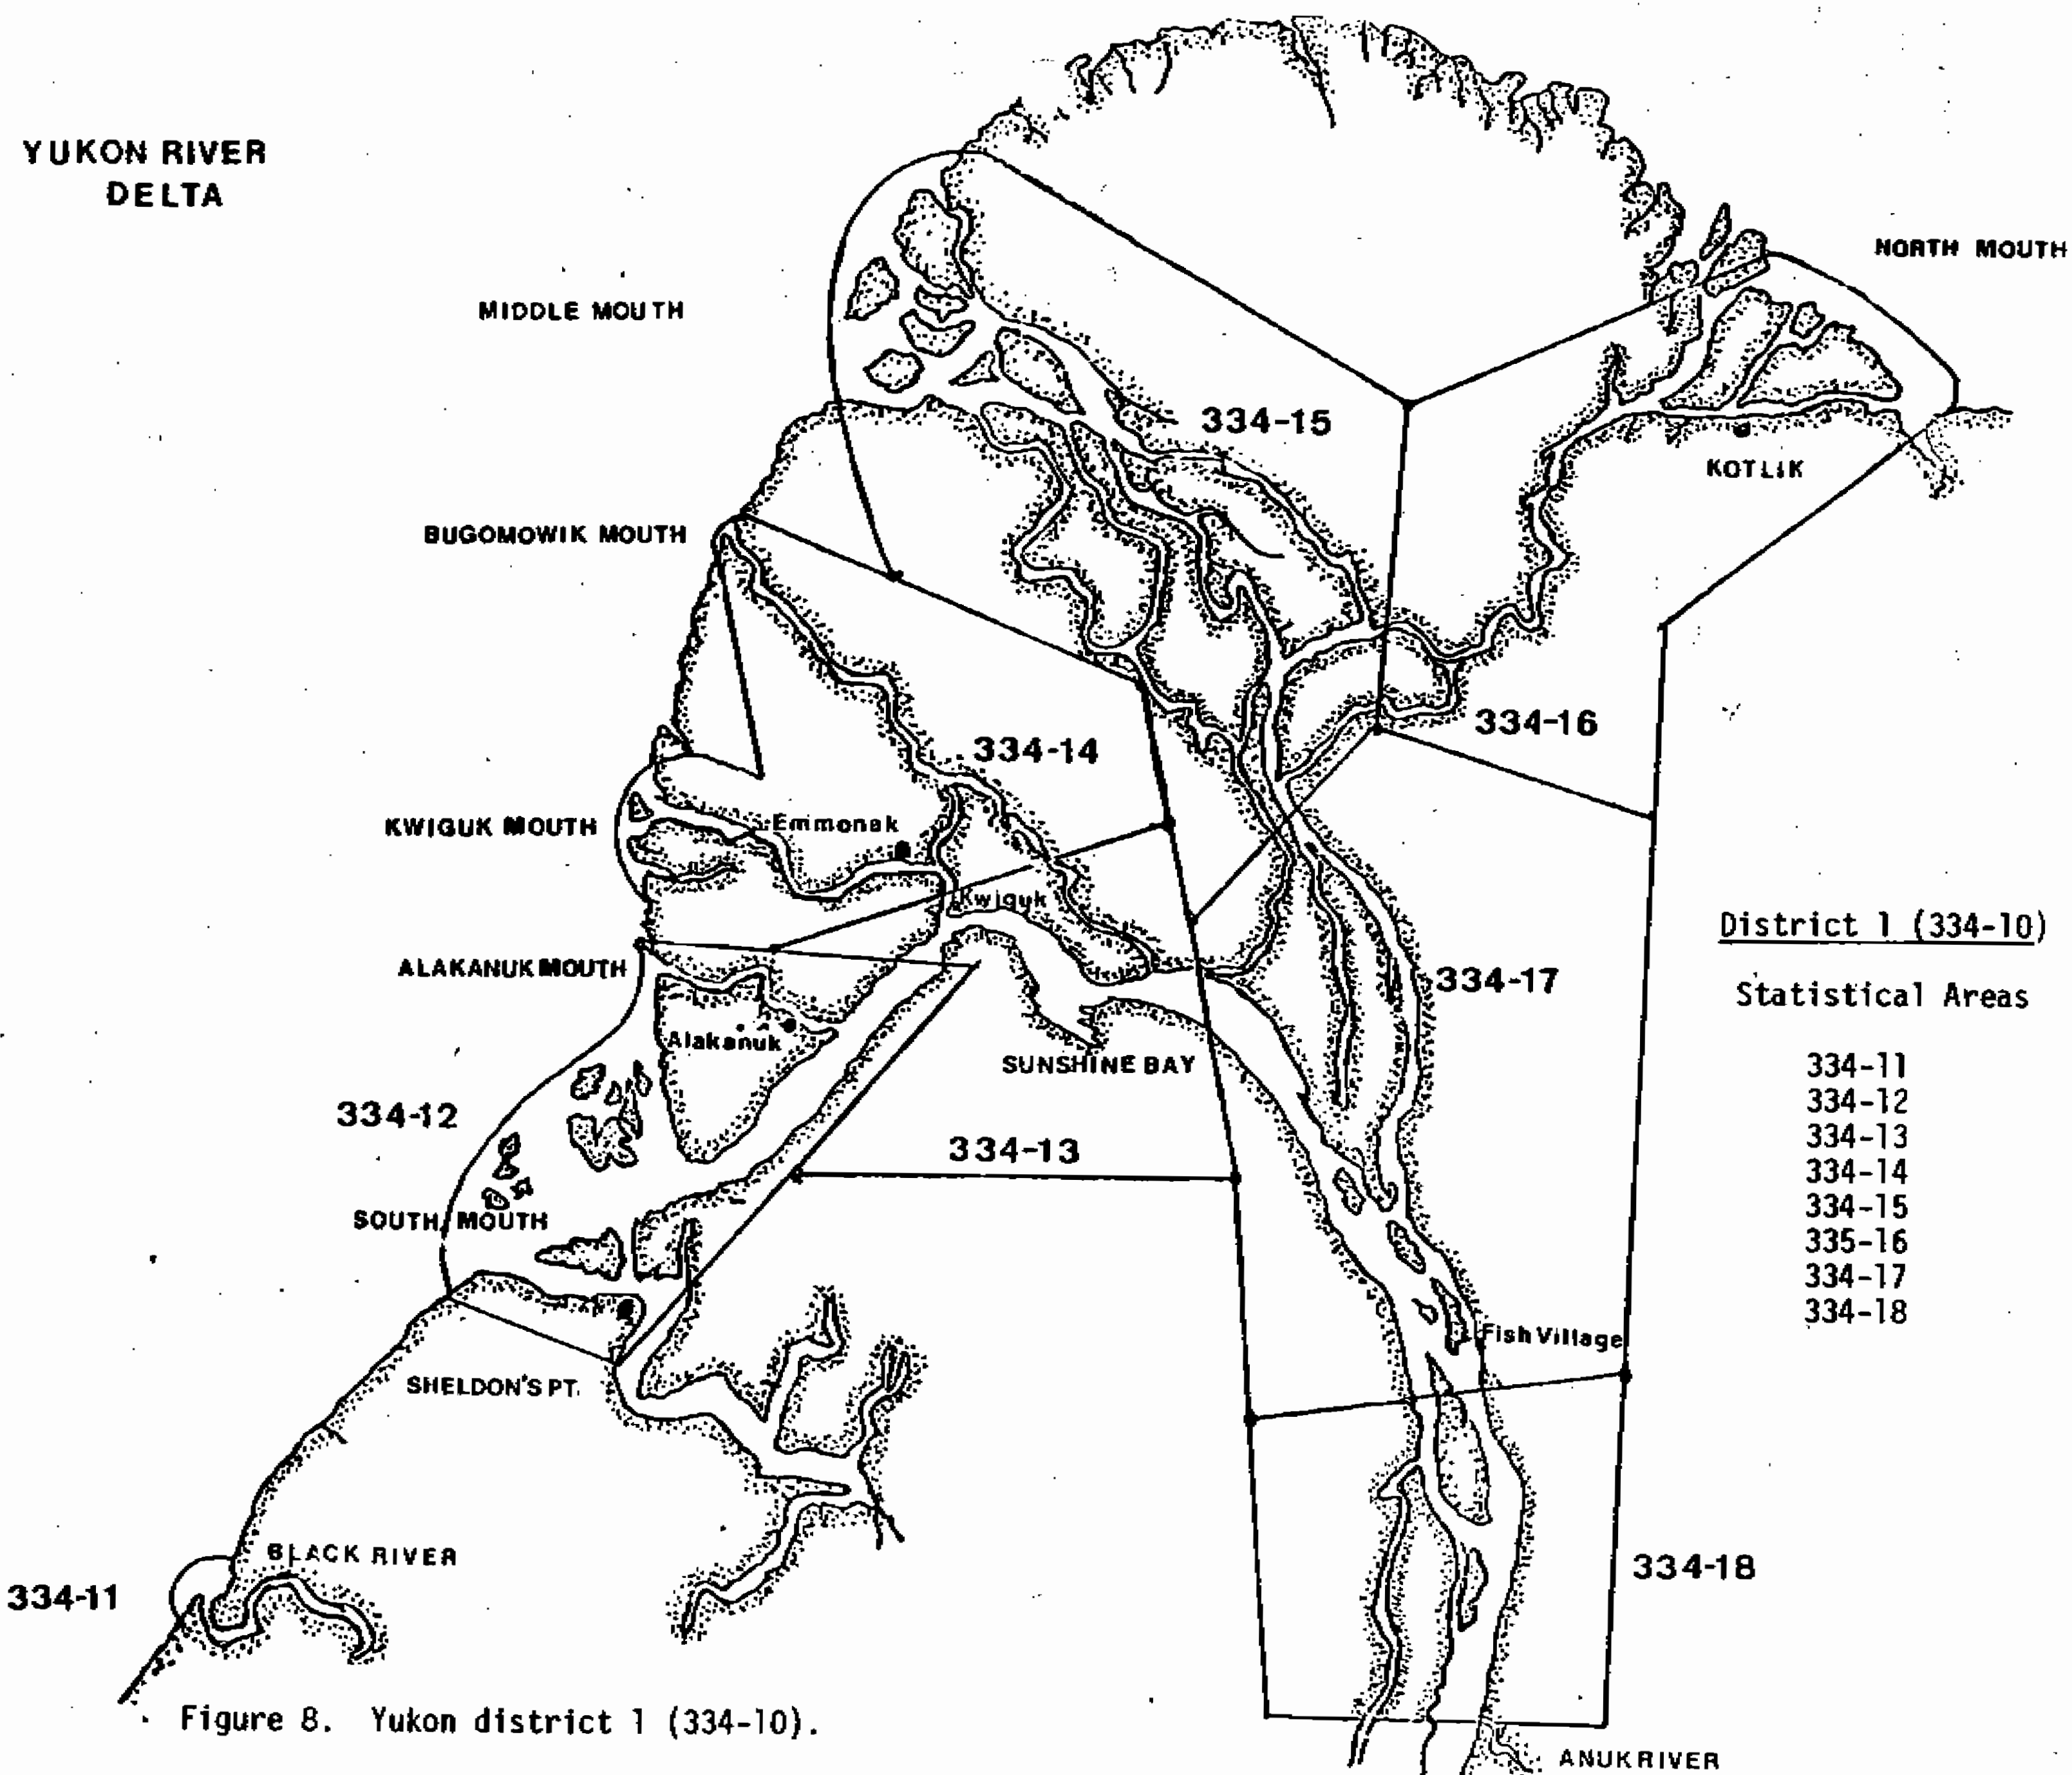 YUKON RIVER
DELTA
NORTH MOUTH
MIDDLE MOUTH
334-15
KOTLIK
BUGOMOWIK MOUTH
334-16
334-14
KWIGUK MOUTH
Emmonak
Kwiguk
District 1 (334-10)
ALAKANUK MOUTH
334-17
Statistical Areas
Alakanuk
SUNSHINE BAY
334-11
334-12
334-13
334-14
334-15
335-16
334-17
334-18
334-12
334-13
SOUTH MOUTH
Fish Village
SHELDON'S PT.
BLACK RIVER
334-11
334-18
Figure 8. Yukon district 1 (334-10).
ANUK RIVER